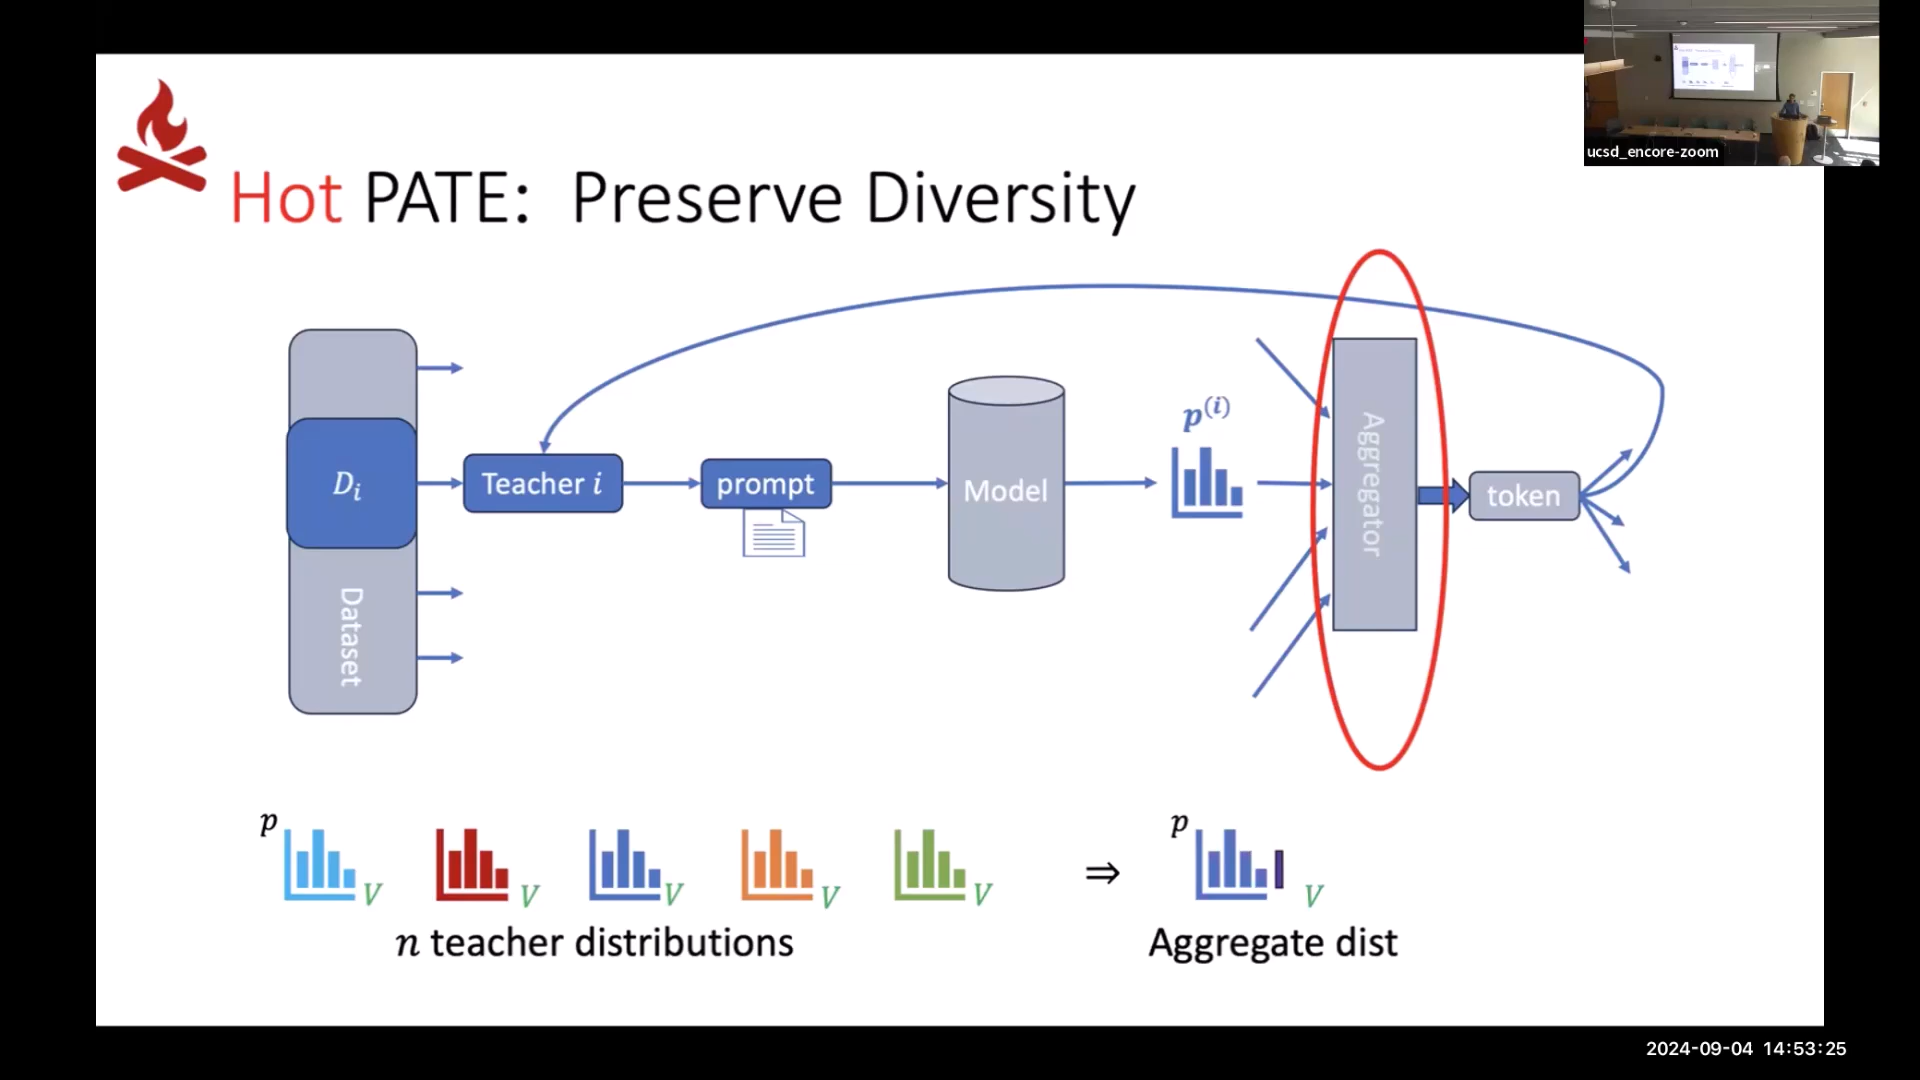 ucsd_encore-zoom
Hot PATE: Preserve Diversity
p^{(i)}
D_i
Teacher i
prompt
Model
Aggregator
token
Dataset
p V V V V V ⇒ p V
n teacher distributions Aggregate dist
2024-09-04 14:53:25